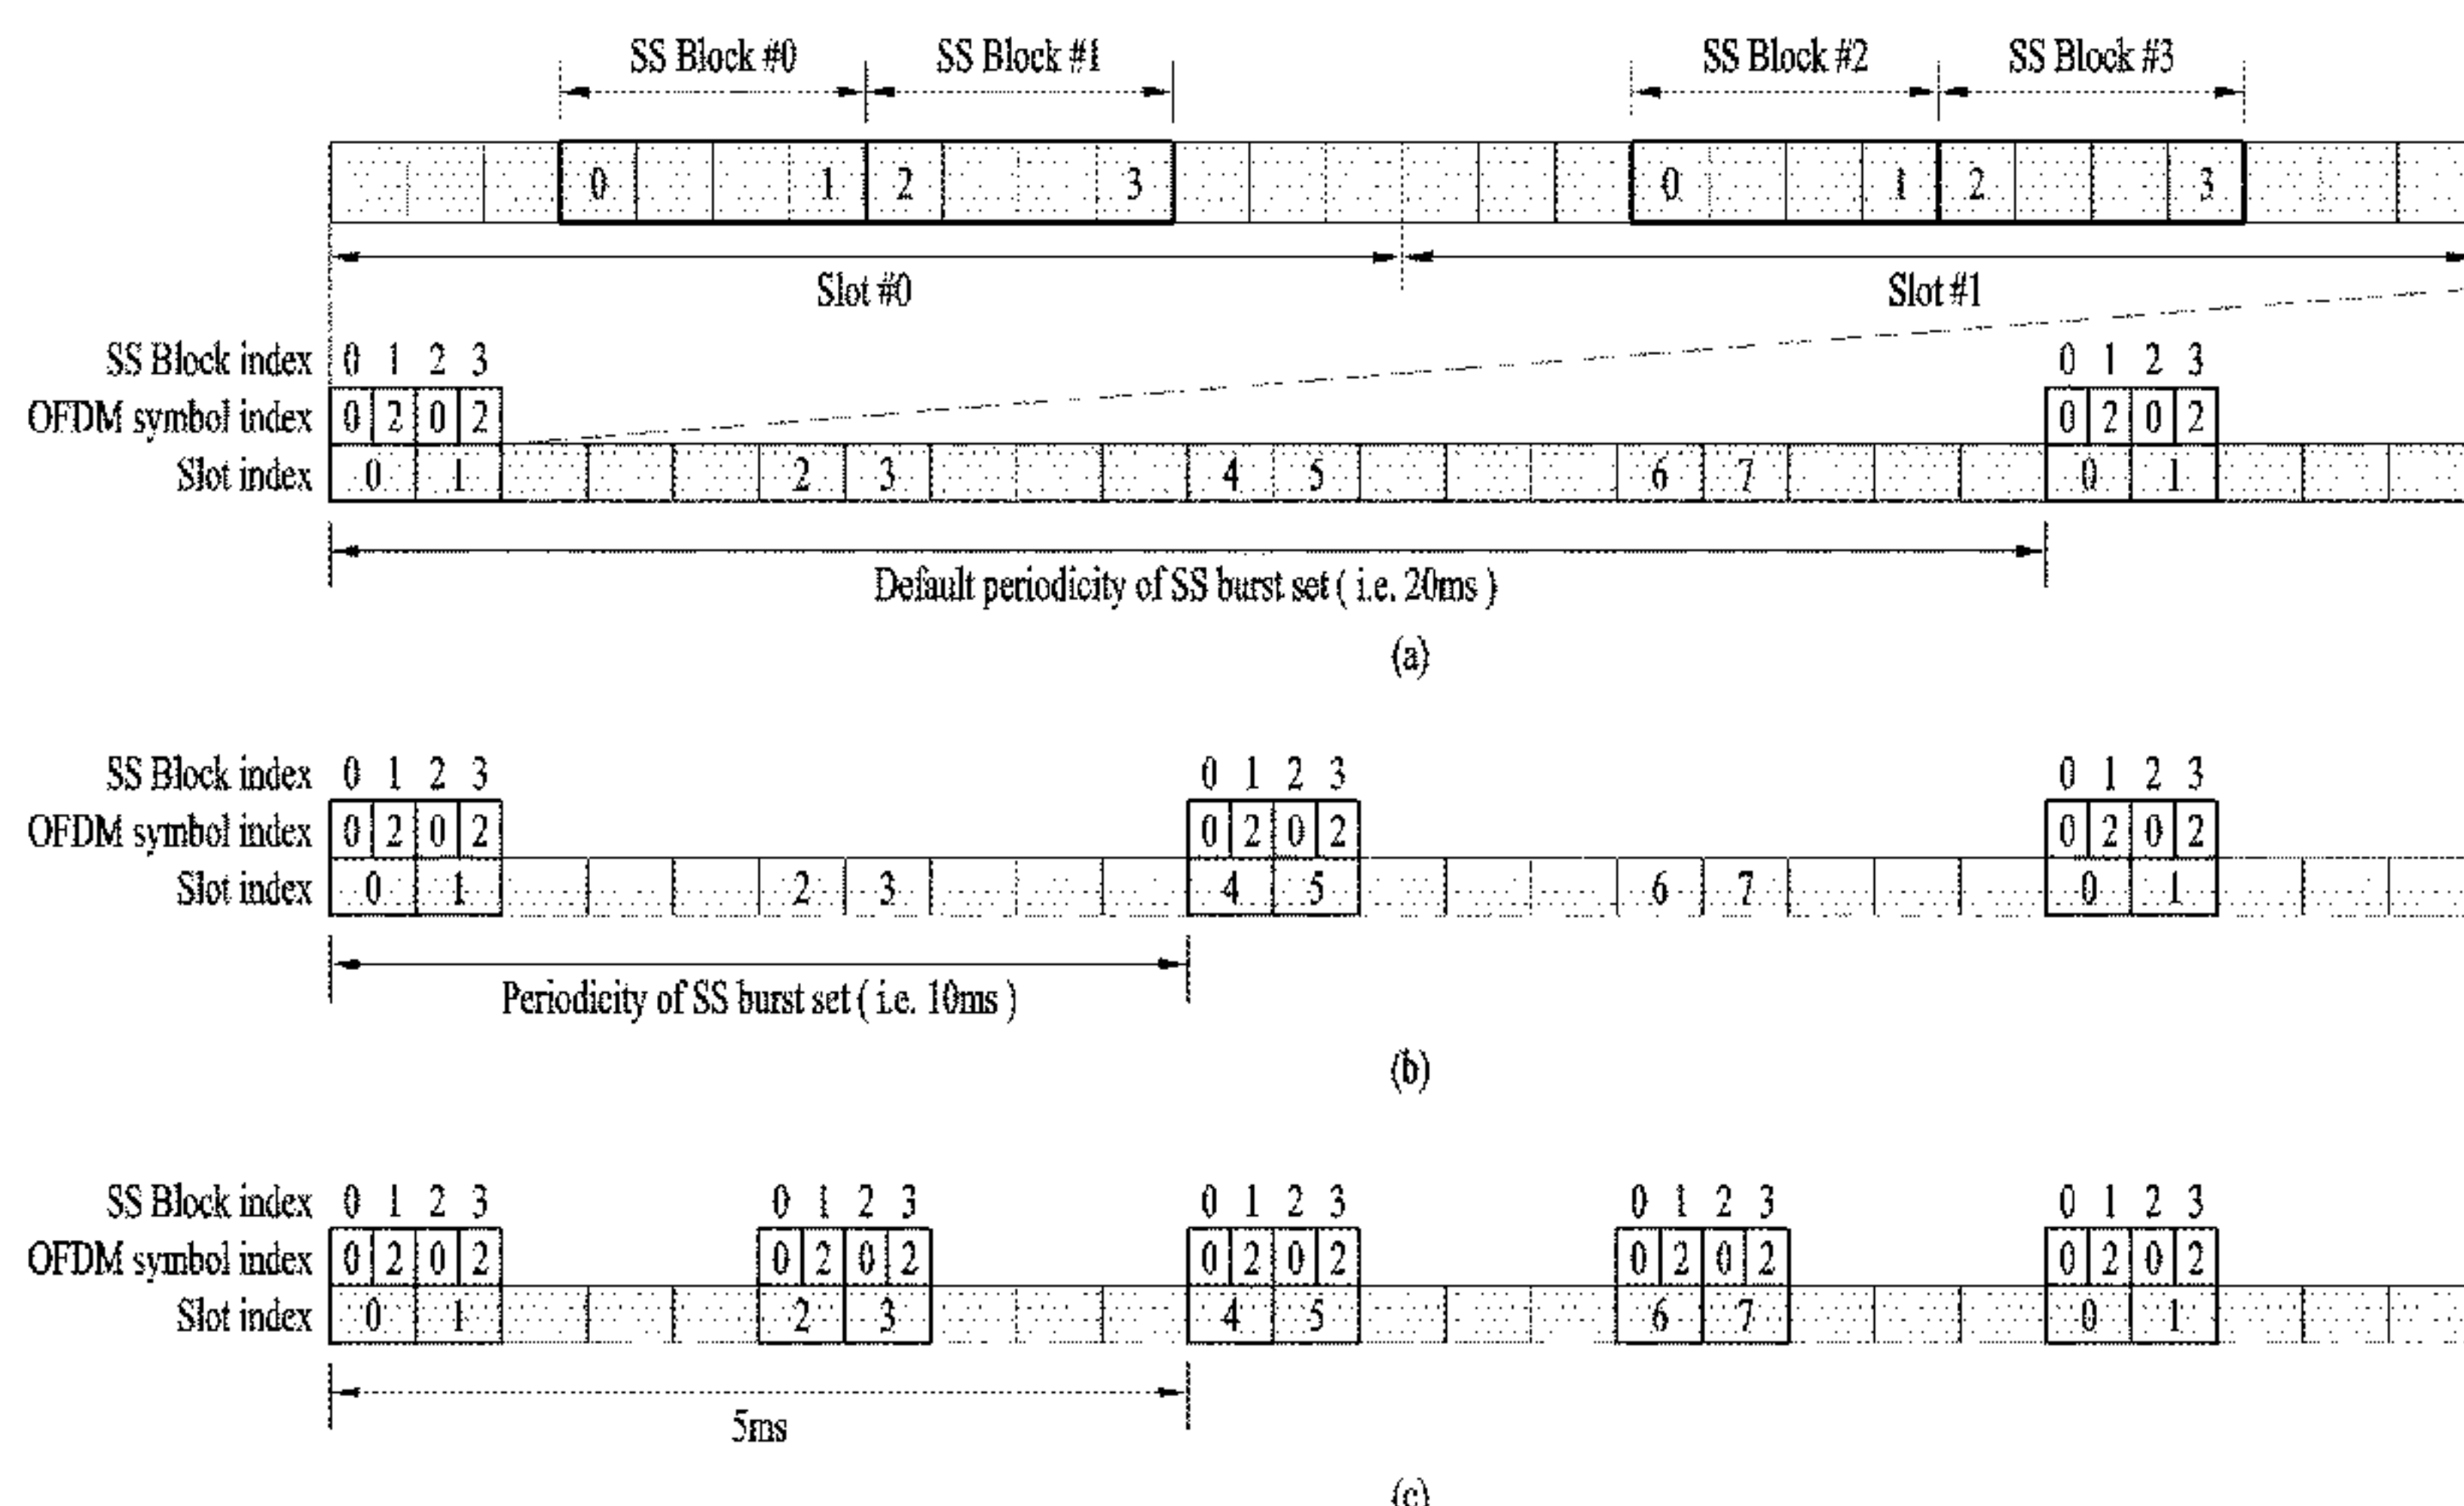 SS Block #0 SS Block #1 SS Block #2 SS Block #3
0 1 2 3 0 1 2 3
Slot #0 Slot #1
SS Block index 0 1 2 3 0 1 2 3
OFDM symbol index 0 2 0 2 0 2 0 2
Slot index 0 1 2 3 4 5 6 7 0 1
Default periodicity of SS burst set ( i.e. 20ms )
(a)
SS Block index 0 1 2 3 0 1 2 3 0 1 2 3
OFDM symbol index 0 2 0 2 0 2 0 2 0 2 0 2
Slot index 0 1 2 3 4 5 6 7 0 1
Periodicity of SS burst set ( i.e. 10ms )
(b)
SS Block index 0 1 2 3 0 1 2 3 0 1 2 3 0 1 2 3 0 1 2 3
OFDM symbol index 0 2 0 2 0 2 0 2 0 2 0 2 0 2 0 2 0 2 0 2
Slot index 0 1 2 3 4 5 6 7 0 1
5ms
(c)